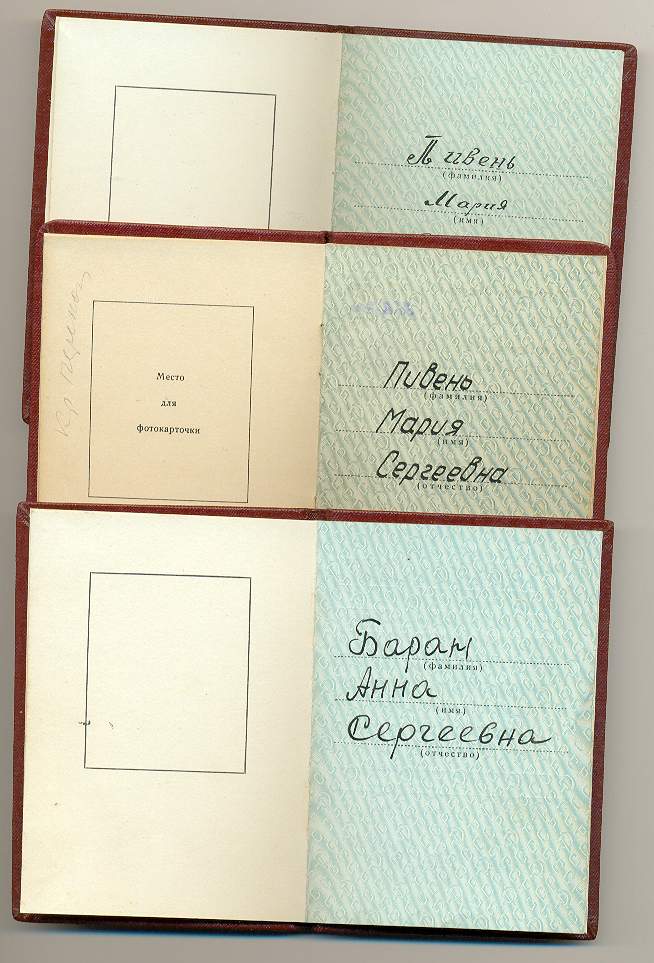 Пивень
(фамилия)
Мария
(имя)
Место
для
фотокарточки
Пивень
(фамилия)
Мария
(имя)
Сергеевна
(отчество)
Баран
(фамилия)
Анна
(имя)
Сергеевна
(отчество)